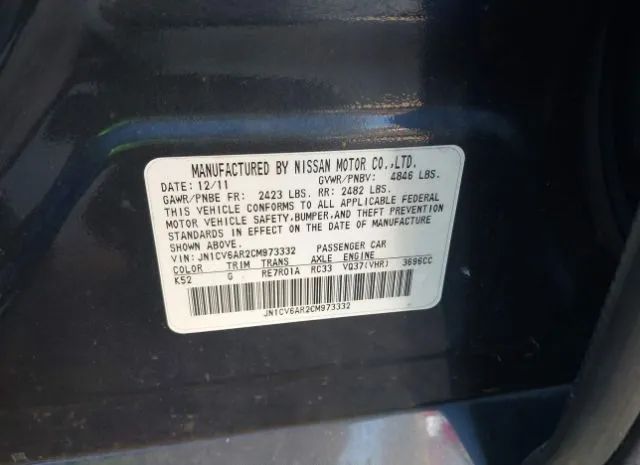 MANUFACTURED BY NISSAN MOTOR CO.,LTD.
DATE: 12/11 GVWR/PNBV: 4846 LBS.
GAWR/PNBE FR: 2423 LBS. RR: 2482 LBS.
THIS VEHICLE CONFORMS TO ALL APPLICABLE FEDERAL
MOTOR VEHICLE SAFETY,BUMPER,AND THEFT PREVENTION
STANDARDS IN EFFECT ON THE DATE OF MANUFACTURE
SHOWN ABOVE.
VIN: JN1CV6AR2CM973332 PASSENGER CAR
COLOR TRIM TRANS AXLE ENGINE
K52 G RE7R01A RC33 VQ37(VHR) 3696CC
JN1CV6AR2CM973332